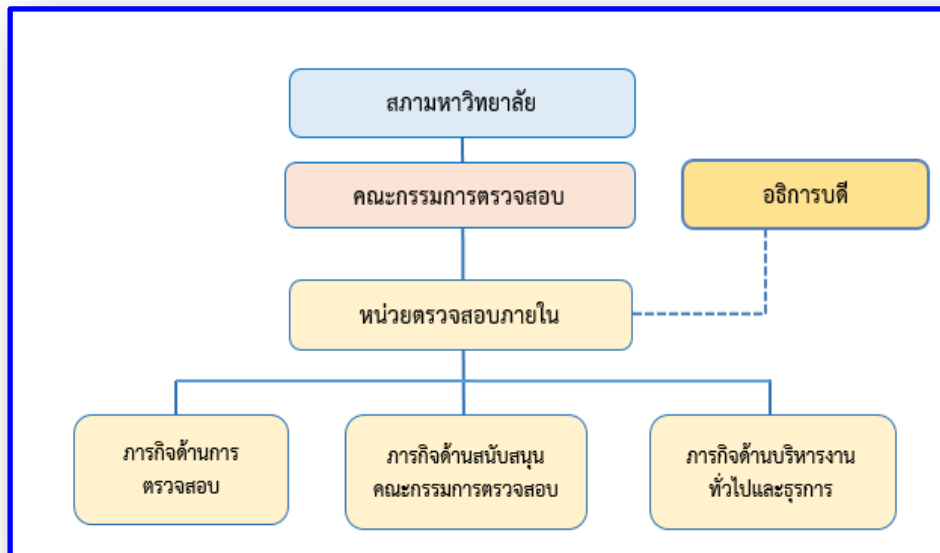 สภามหาวิทยาลัย
คณะกรรมการตรวจสอบ
อธิการบดี
หน่วยตรวจสอบภายใน
ภารกิจด้านการ
ตรวจสอบ
ภารกิจด้านสนับสนุน
คณะกรรมการตรวจสอบ
ภารกิจด้านบริหารงาน
ทั่วไปและธุรการ